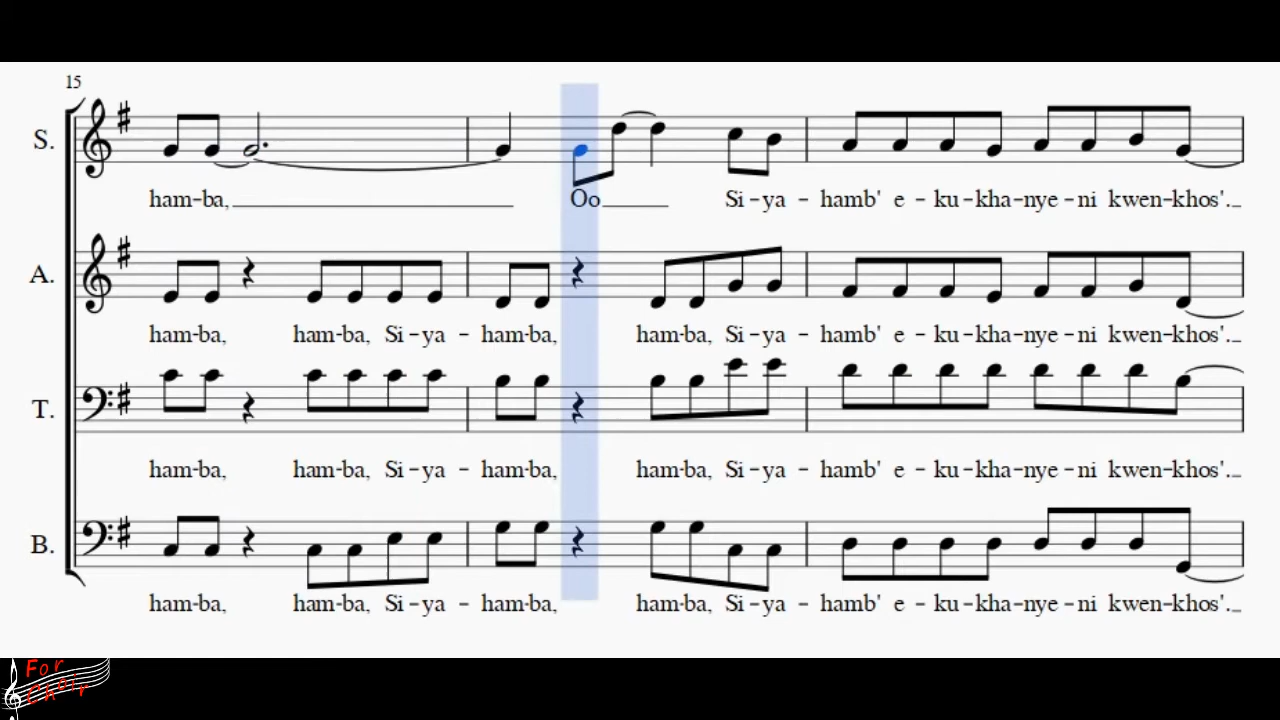 15
S.
ham-ba,____ Oo____ Si-ya - hamb' e - ku-kha-nye-ni kwen-khos'._
A.
ham-ba, ham-ba, Si-ya - ham-ba, ham-ba, Si-ya - hamb' e - ku-kha-nye-ni kwen-khos'._
T.
ham-ba, ham-ba, Si-ya - ham-ba, ham-ba, Si-ya - hamb' e - ku-kha-nye-ni kwen-khos'._
B.
ham-ba, ham-ba, Si-ya - ham-ba, ham-ba, Si-ya - hamb' e - ku-kha-nye-ni kwen-khos'._
For
Choir